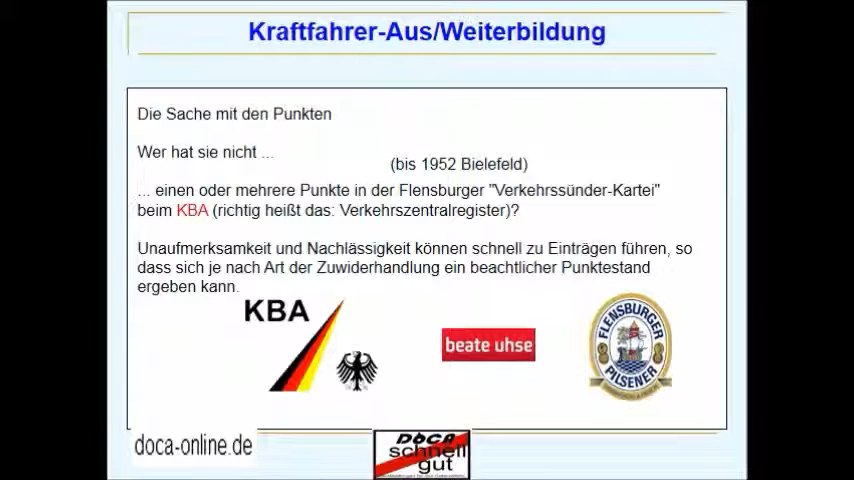 Kraftfahrer-Aus/Weiterbildung
Die Sache mit den Punkten
Wer hat sie nicht ...
(bis 1952 Bielefeld)
... einen oder mehrere Punkte in der Flensburger "Verkehrssünder-Kartei"
beim KBA (richtig heißt das: Verkehrszentralregister)?
Unaufmerksamkeit und Nachlässigkeit können schnell zu Einträgen führen, so
dass sich je nach Art der Zuwiderhandlung ein beachtlicher Punktestand
ergeben kann.
KBA
beate uhse
FLENSBURGER
PILSENER
doca-online.de
DOCA
schnell
gut